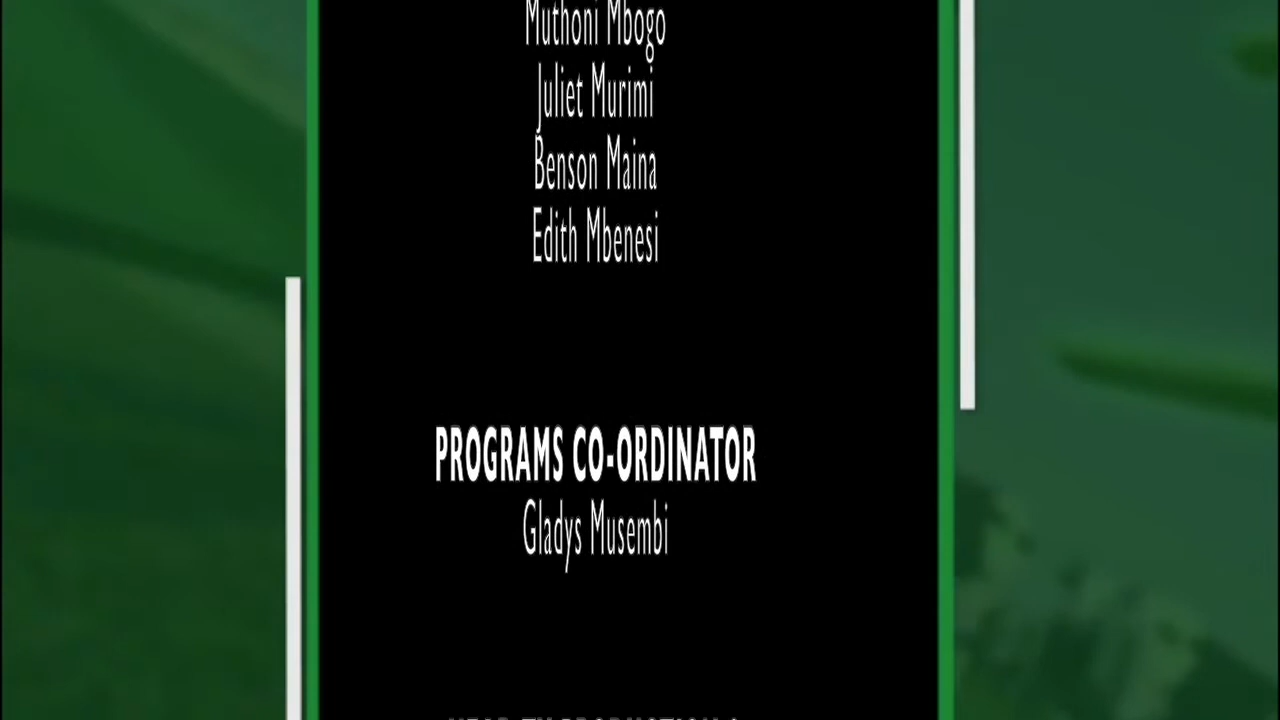 Muthoni Mbogo
Juliet Murimi
Benson Maina
Edith Mbenesi
PROGRAMS CO-ORDINATOR
Gladys Musembi